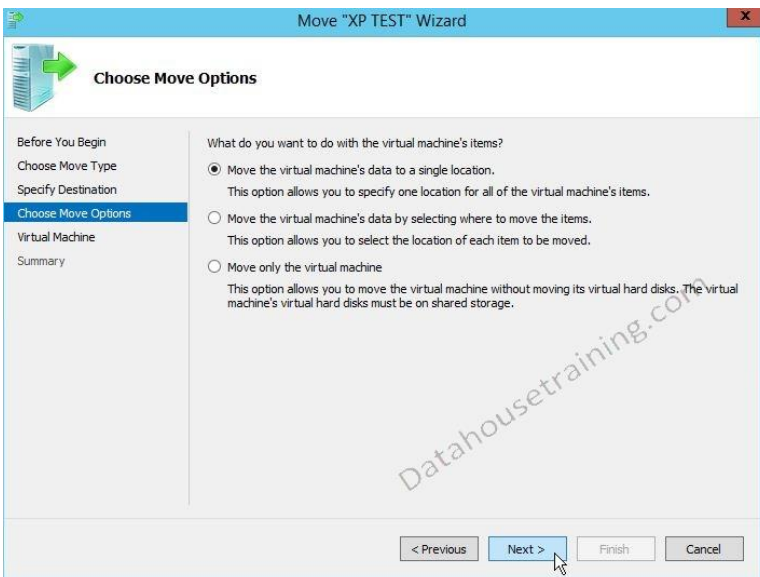 Move "XP TEST" Wizard
x
Choose Move Options
Before You Begin
Choose Move Type
Specify Destination
Choose Move Options
Virtual Machine
Summary
What do you want to do with the virtual machine's items?
Move the virtual machine's data to a single location.
This option allows you to specify one location for all of the virtual machine's items.
Move the virtual machine's data by selecting where to move the items.
This option allows you to select the location of each item to be moved.
Move only the virtual machine
This option allows you to move the virtual machine without moving its virtual hard disks. The virtual
machine's virtual hard disks must be on shared storage.
Datahousetraining.com
< Previous
Next >
Finish
Cancel